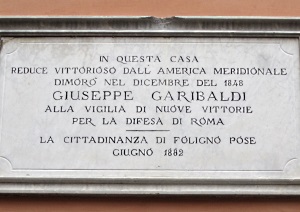 IN QUESTA CASA
REDUCE VITTORIOSO DALL'AMERICA MERIDIONALE
DIMORÒ NEL DICEMBRE DEL 1848
GIUSEPPE GARIBALDI
ALLA VIGILIA DI NUOVE VITTORIE
PER LA DIFESA DI ROMA
LA CITTADINANZA DI FOLIGNO POSE
GIUGNO 1882